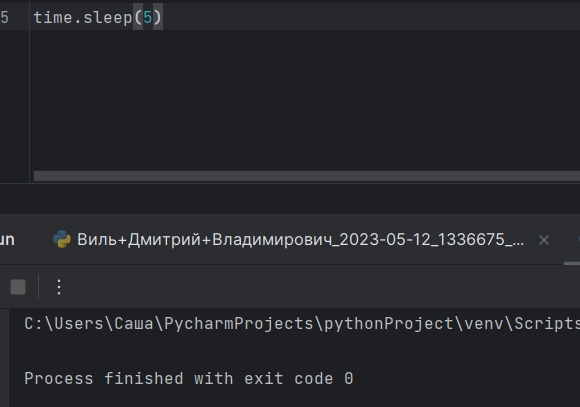 5 time.sleep(5)
un Виль+Дмитрий+Владимирович_2023-05-12_1336675_...
C:\Users\Саша\PycharmProjects\pythonProject\venv\Scripts
Process finished with exit code 0